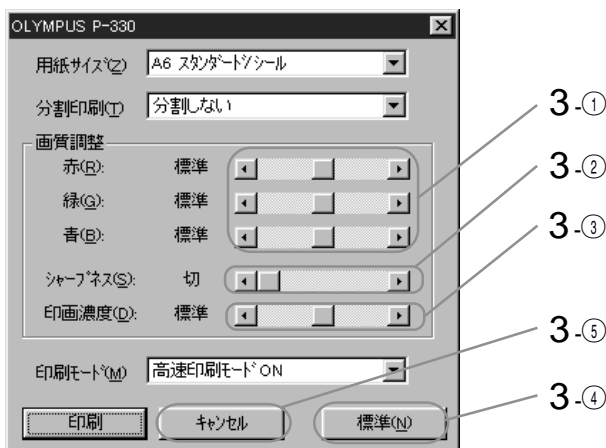 OLYMPUS P-330
用紙サイズ(Z) A6 スタンダード/シール
分割印刷(T) 分割しない
画質調整
赤(R): 標準
3-①
緑(G): 標準
3-②
青(B): 標準
3-③
シャープネス(S): 切
印画濃度(D): 標準
3-⑤
印刷モード(M) 高速印刷モードON
3-④
印刷 キャンセル 標準(N)